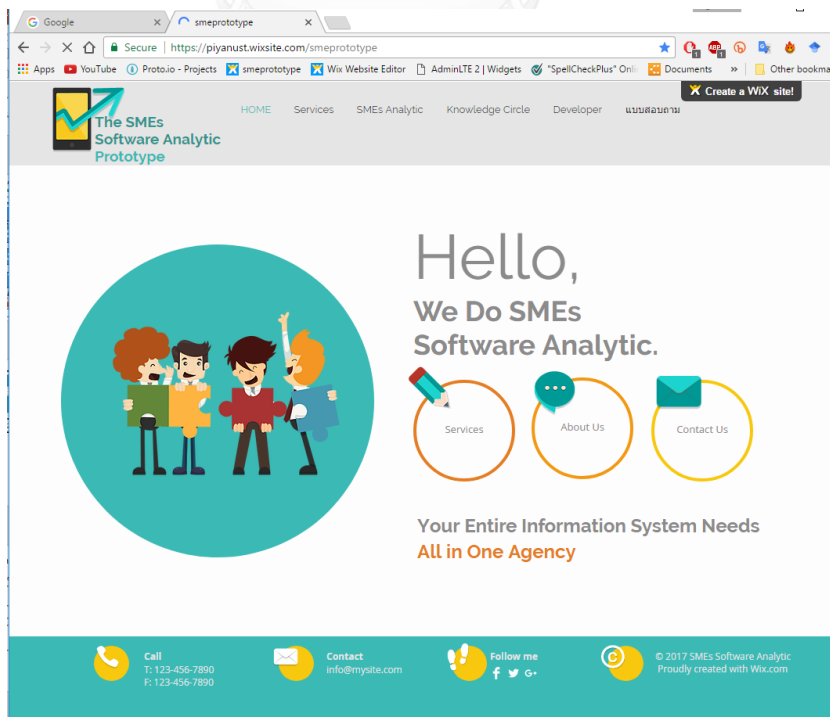 Google
smeprototype
Secure | https://piyanust.wixsite.com/smeprototype
Apps YouTube Proto.io - Projects smeprototype Wix Website Editor AdminLTE 2 | Widgets "SpellCheckPlus" Onli Documents » Other bookma
Create a WiX site!
The SMEs
Software Analytic
Prototype
HOME Services SMEs Analytic Knowledge Circle Developer แบบสอบถาม
Hello,
We Do SMEs
Software Analytic.
Services About Us Contact Us
Your Entire Information System Needs
All in One Agency
Call
T: 123-456-7890
F: 123-456-7890
Contact
info@mysite.com
Follow me
© 2017 SMEs Software Analytic
Proudly created with Wix.com